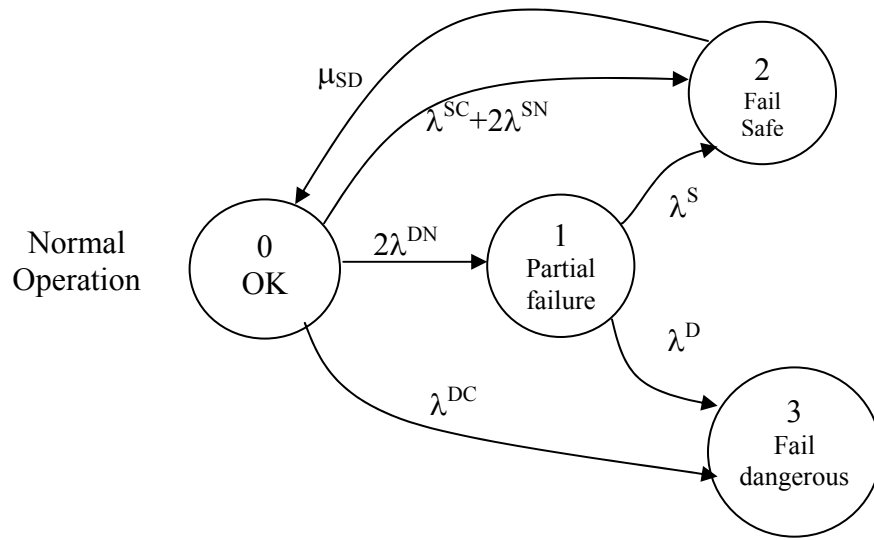 2
Fail
Safe
μSD
λSC+2λSN
λS
Normal
Operation
0
OK
2λDN
1
Partial
failure
λD
λDC
3
Fail
dangerous